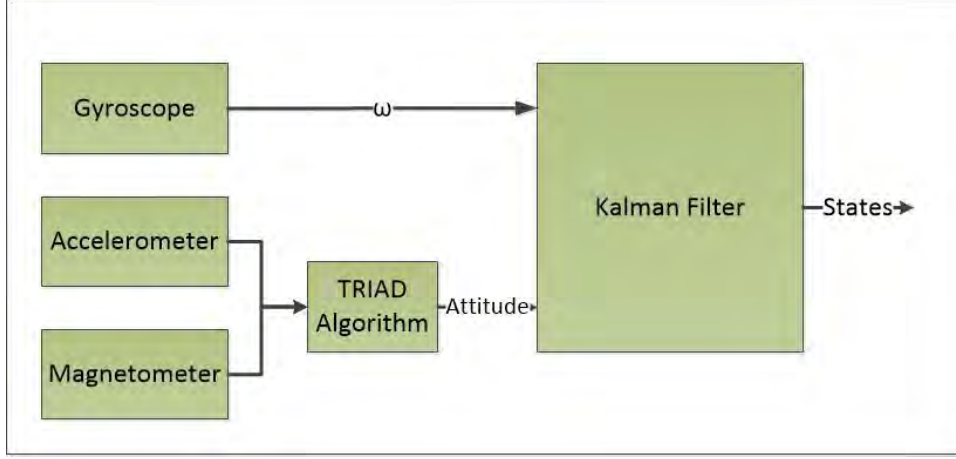 Gyroscope
ω
Accelerometer
Magnetometer
TRIAD
Algorithm
Attitude
Kalman Filter
States